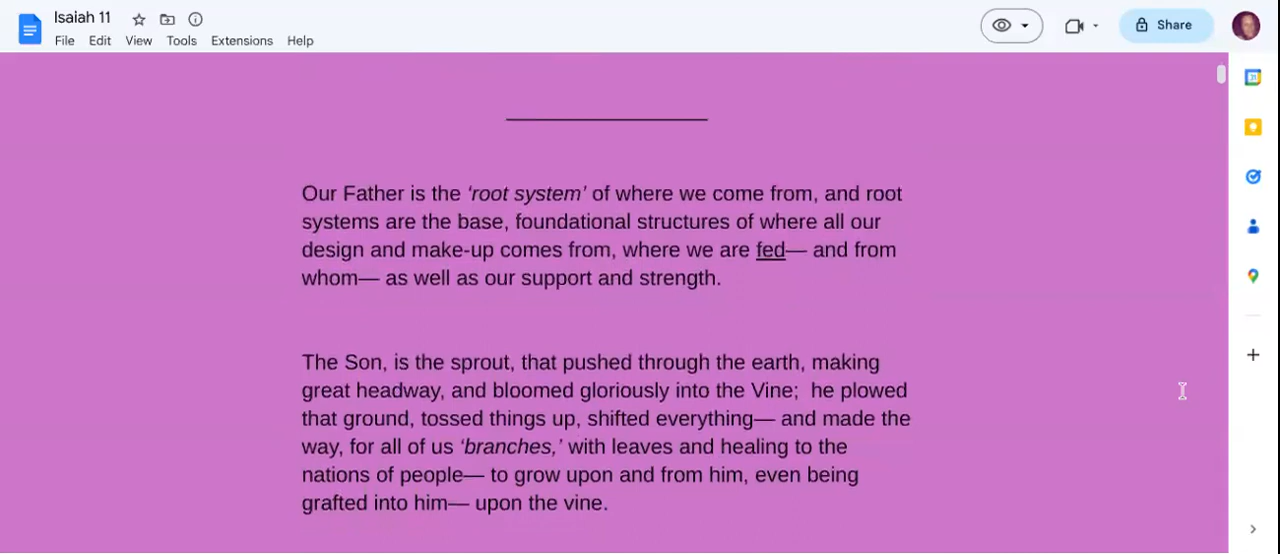 Isaiah 11
File Edit View Tools Extensions Help
Share
Our Father is the ‘root system’ of where we come from, and root
systems are the base, foundational structures of where all our
design and make-up comes from, where we are fed— and from
whom— as well as our support and strength.
The Son, is the sprout, that pushed through the earth, making
great headway, and bloomed gloriously into the Vine;  he plowed
that ground, tossed things up, shifted everything— and made the
way, for all of us ‘branches,’ with leaves and healing to the
nations of people— to grow upon and from him, even being
grafted into him— upon the vine.